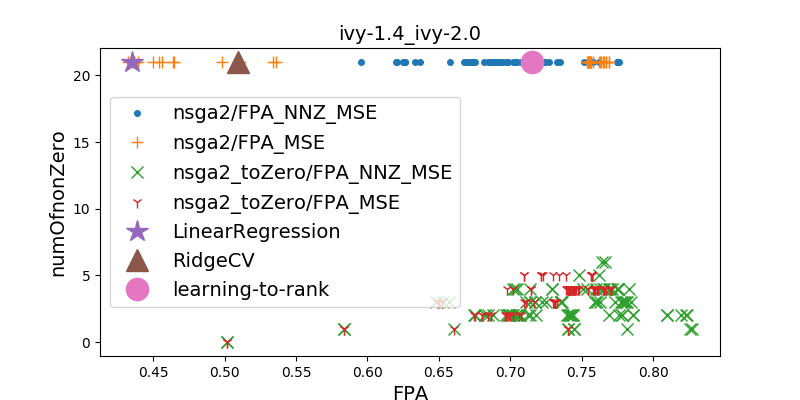 ivy-1.4_ivy-2.0
numOfnonZero
20
15
10
5
0
nsga2/FPA_NNZ_MSE
nsga2/FPA_MSE
nsga2_toZero/FPA_NNZ_MSE
nsga2_toZero/FPA_MSE
LinearRegression
RidgeCV
learning-to-rank
0.45 0.50 0.55 0.60 0.65 0.70 0.75 0.80
FPA